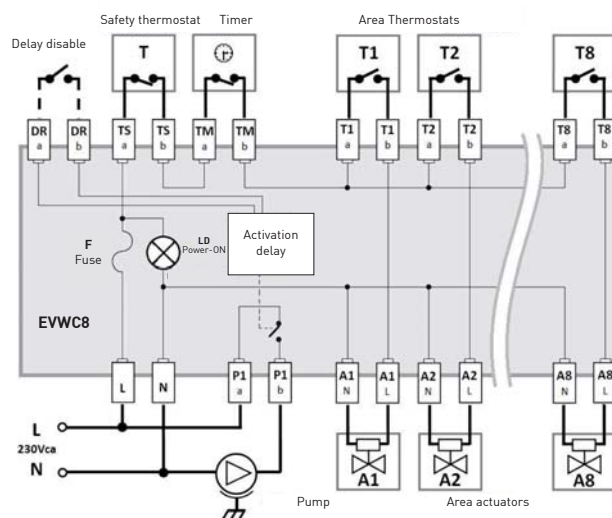 Safety thermostat
Timer
Area Thermostats
Delay disable
T
T1
T2
T8
DR
a
DR
b
TS
a
TS
b
TM
a
TM
b
T1
a
T1
b
T2
a
T2
b
T8
a
T8
b
F
Fuse
LD
Power-ON
Activation
delay
EVWC8
L
N
P1
a
P1
b
A1
N
A1
L
A2
N
A2
L
A8
N
A8
L
L
230Vca
N
A1
A2
A8
Pump
Area actuators